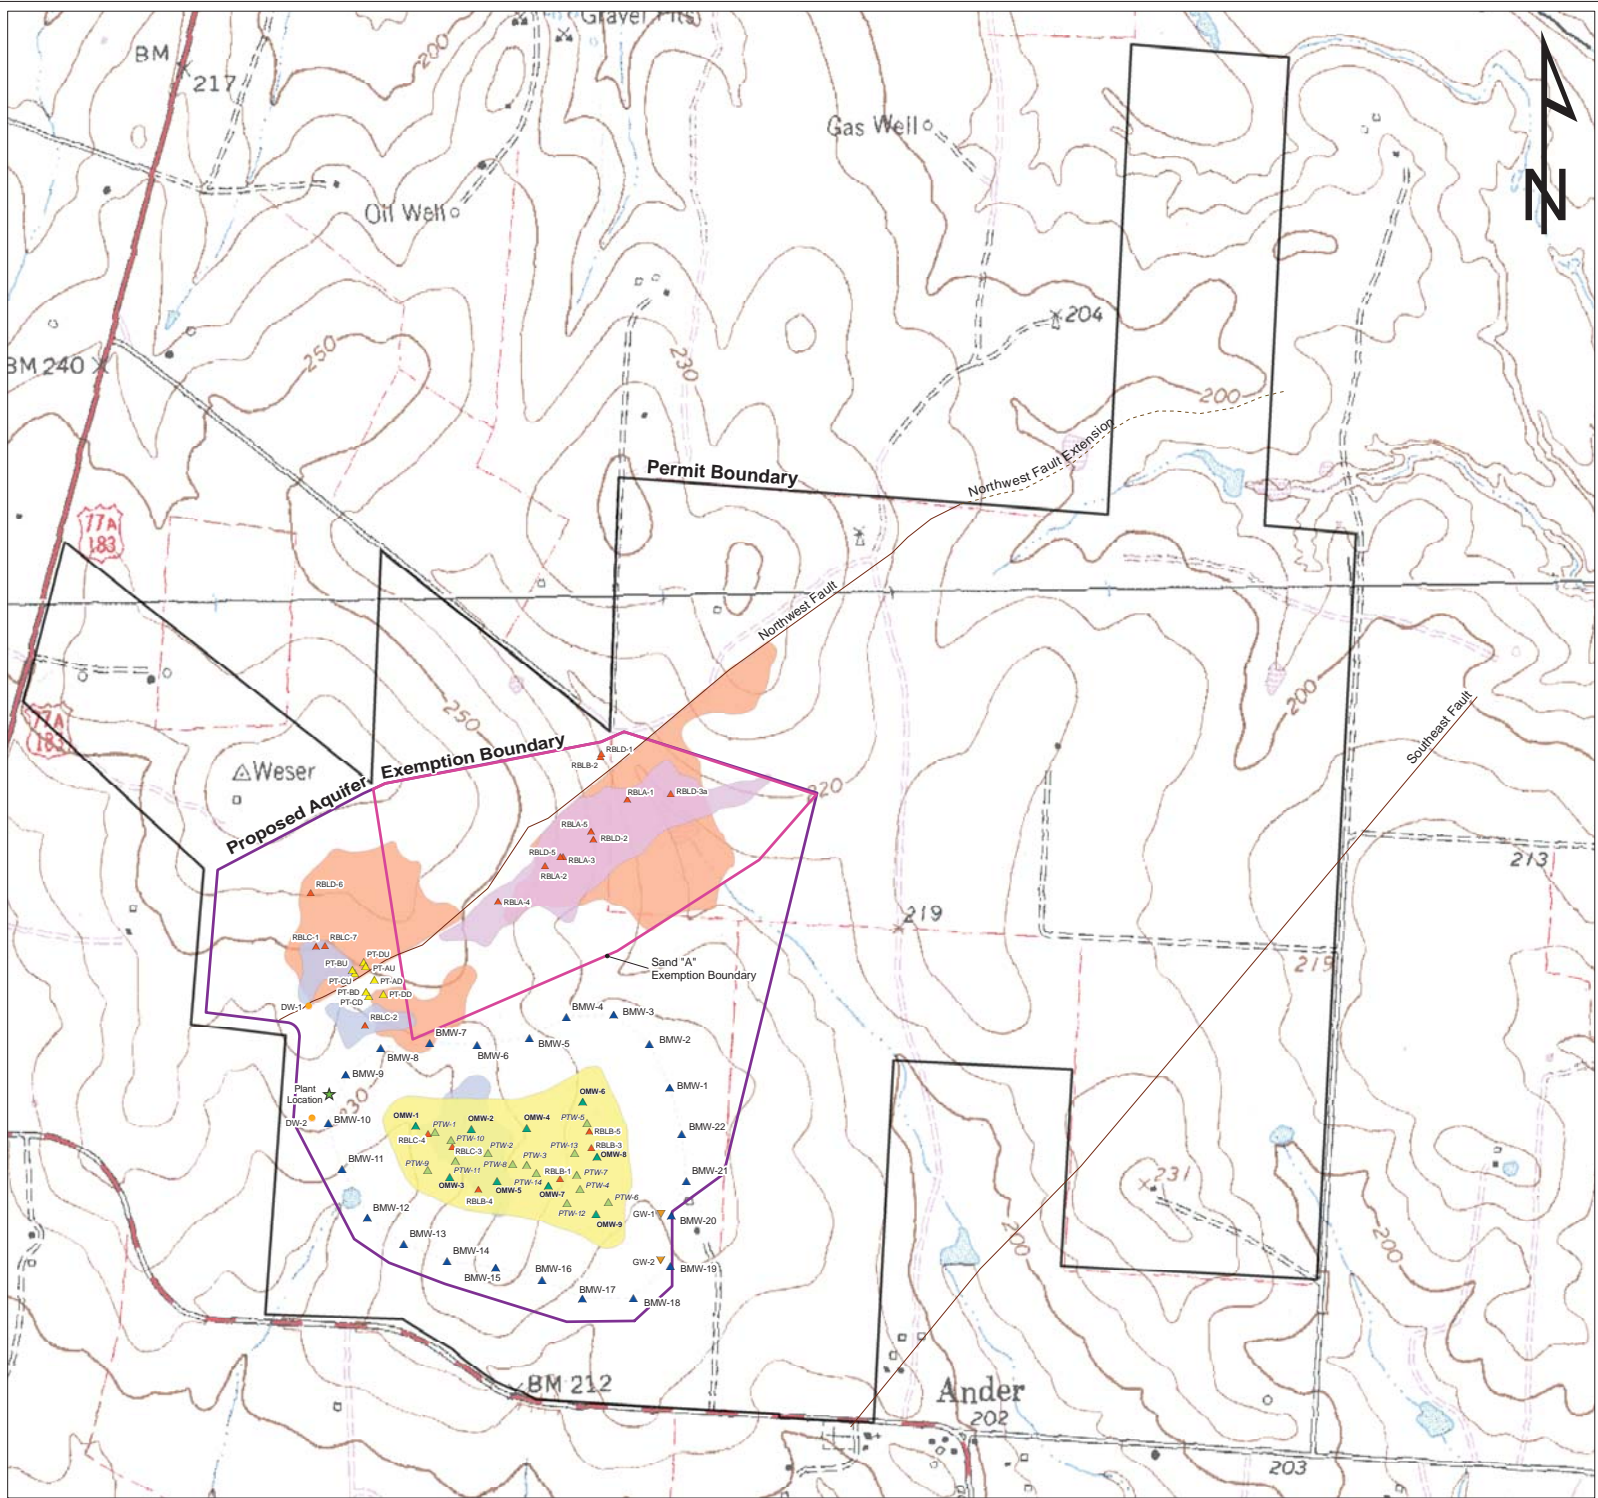 Gravel Pits
BM
217
200
Gas Well
Oil Well
N
204
250
BM 240
230
200
Northwest Fault Extension
Permit Boundary
77A
183
Northwest Fault
200
Southeast Fault
77A
183
250
Exemption Boundary
RBLD-1
RBLB-2
Weser
Proposed Aquifer
RBLA-1
RBLD-3a
220
RBLA-5
RBLD-2
213
RBLD-5
RBLA-3
RBLA-2
RBLD-6
RBLA-4
219
RBLC-1
RBLC-7
PT-DU
PT-BU
PT-AU
Sand "A"
Exemption Boundary
219
PT-CU
PT-AD
PT-BD
PT-DD
PT-CD
DW-1
RBLC-2
BMW-4
BMW-3
BMW-7
BMW-5
BMW-2
BMW-8
BMW-6
BMW-9
BMW-1
Plant
Location
OMW-6
230
DW-2
BMW-10
OMW-1
PTW-1
OMW-2
OMW-4
PTW-5
RBLC-4
RBLB-5
BMW-22
PTW-10
PTW-2
PTW-13
RBLB-3
RBLC-3
PTW-3
OMW-8
BMW-11
PTW-9
PTW-11
PTW-8
RBLB-1
PTW-7
BMW-21
OMW-3
PTW-14
OMW-5
OMW-7
PTW-4
RBLB-4
PTW-6
231
BMW-12
PTW-12
OMW-9
GW-1
BMW-20
BMW-13
200
200
BMW-14
GW-2
BMW-19
BMW-15
BMW-16
BMW-17
BMW-18
BM 212
Ander
202
203